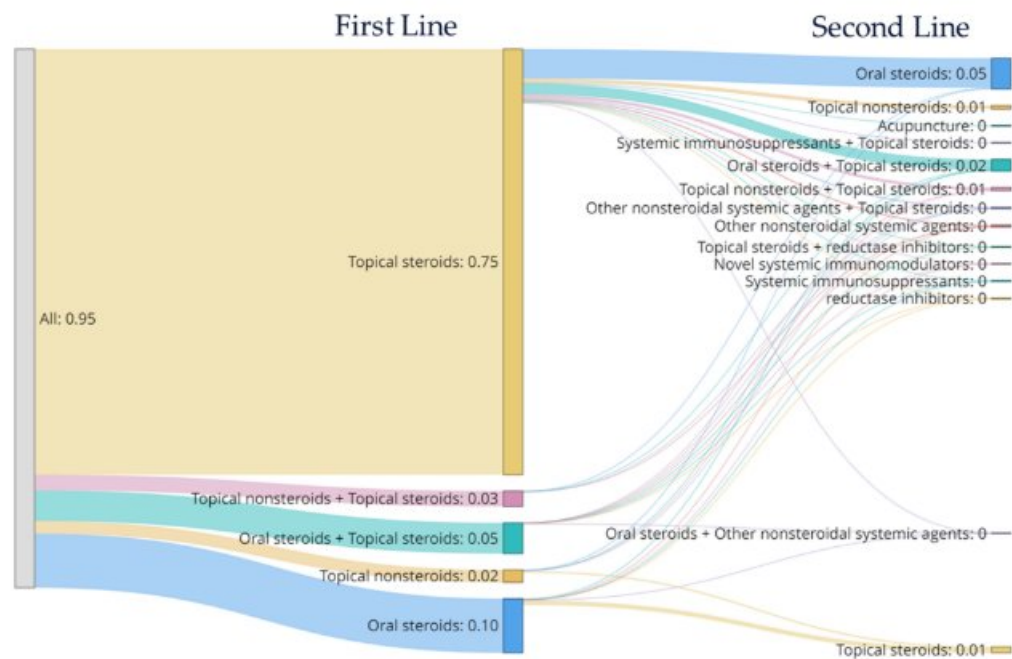 First Line
Second Line
All: 0.95
Topical steroids: 0.75
Topical nonsteroids + Topical steroids: 0.03
Oral steroids + Topical steroids: 0.05
Topical nonsteroids: 0.02
Oral steroids: 0.10
Oral steroids: 0.05
Topical nonsteroids: 0.01
Acupuncture: 0
Systemic immunosuppressants + Topical steroids: 0
Oral steroids + Topical steroids: 0.02
Topical nonsteroids + Topical steroids: 0.01
Other nonsteroidal systemic agents + Topical steroids: 0
Other nonsteroidal systemic agents: 0
Topical steroids + reductase inhibitors: 0
Novel systemic immunomodulators: 0
Systemic immunosuppressants: 0
reductase inhibitors: 0
Oral steroids + Other nonsteroidal systemic agents: 0
Topical steroids: 0.01